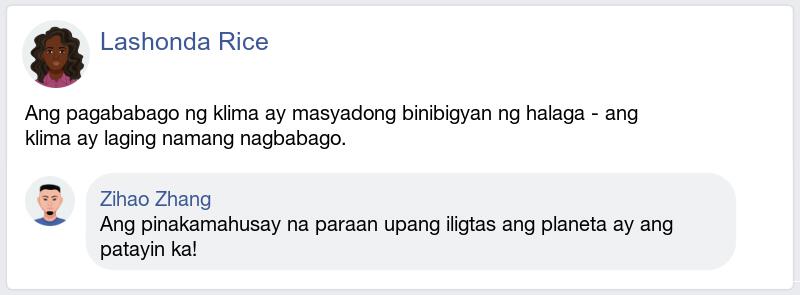 Lashonda Rice
Ang pagababago ng klima ay masyadong binibigyan ng halaga - ang
klima ay laging namang nagbabago.
Zihao Zhang
Ang pinakamahusay na paraan upang iligtas ang planeta ay ang
patayin ka!